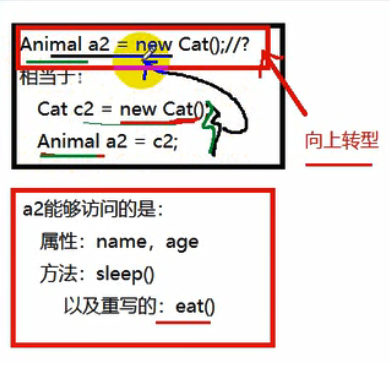 Animal a2 = new Cat();//?
相当于：
Cat c2 = new Cat();
Animal a2 = c2;
向上转型
a2能够访问的是：
属性：name，age
方法：sleep()
以及重写的：eat()